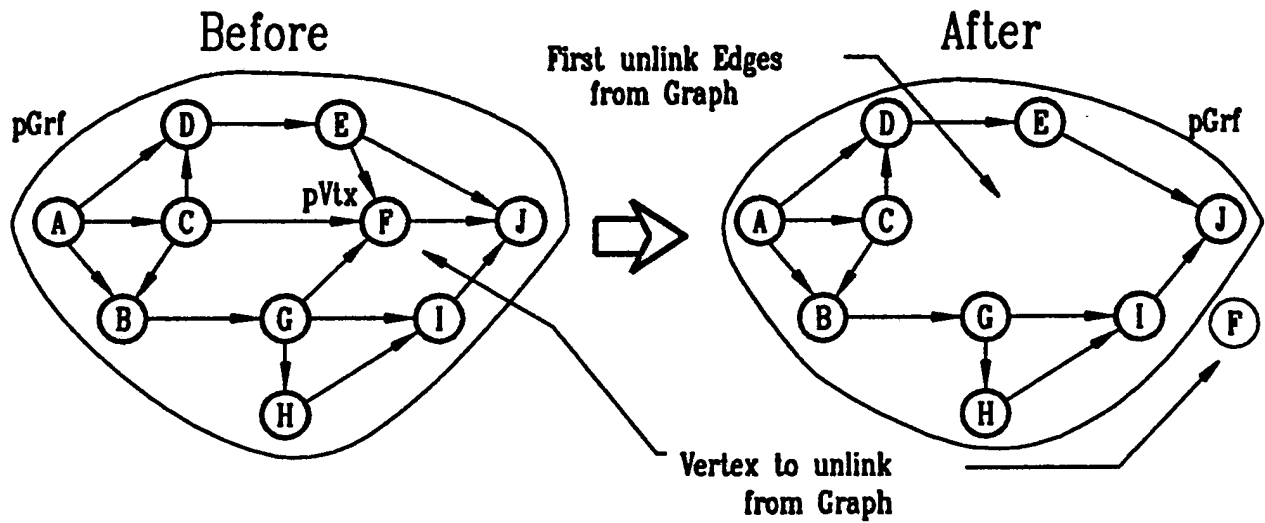 Before
After
First unlink Edges
from Graph
pGrf
D
E
pVtx
A
C
F
J
B
G
I
H
pGrf
D
E
A
C
J
B
G
I
F
H
Vertex to unlink
from Graph